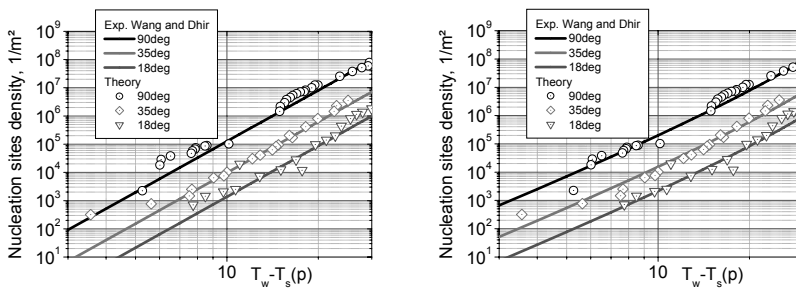 Nucleation sites density, 1/m²
10⁹
10⁸
10⁷
10⁶
10⁵
10⁴
10³
10²
10¹
Exp. Wang and Dhir
90deg
35deg
18deg
Theory
90deg
35deg
18deg
10
T_w-T_s(p)
Nucleation sites density, 1/m²
10⁹
10⁸
10⁷
10⁶
10⁵
10⁴
10³
10²
10¹
Exp. Wang and Dhir
90deg
35deg
18deg
Theory
90deg
35deg
18deg
10
T_w-T_s(p)